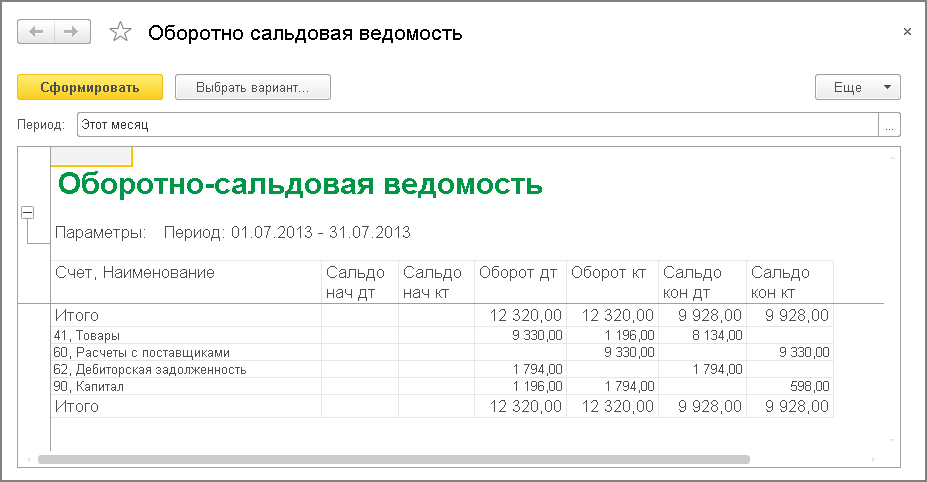 Оборотно сальдовая ведомость
×
Сформировать Выбрать вариант... Еще
Период: Этот месяц ...
Оборотно-сальдовая ведомость
Параметры: Период: 01.07.2013 - 31.07.2013
Счет, Наименование Сальдо нач дт Сальдо нач кт Оборот дт Оборот кт Сальдо кон дт Сальдо кон кт
Итого 12 320,00 12 320,00 9 928,00 9 928,00
41, Товары 9 330,00 1 196,00 8 134,00
60, Расчеты с поставщиками 9 330,00 9 330,00
62, Дебиторская задолженность 1 794,00 1 794,00
90, Капитал 1 196,00 1 794,00 598,00
Итого 12 320,00 12 320,00 9 928,00 9 928,00